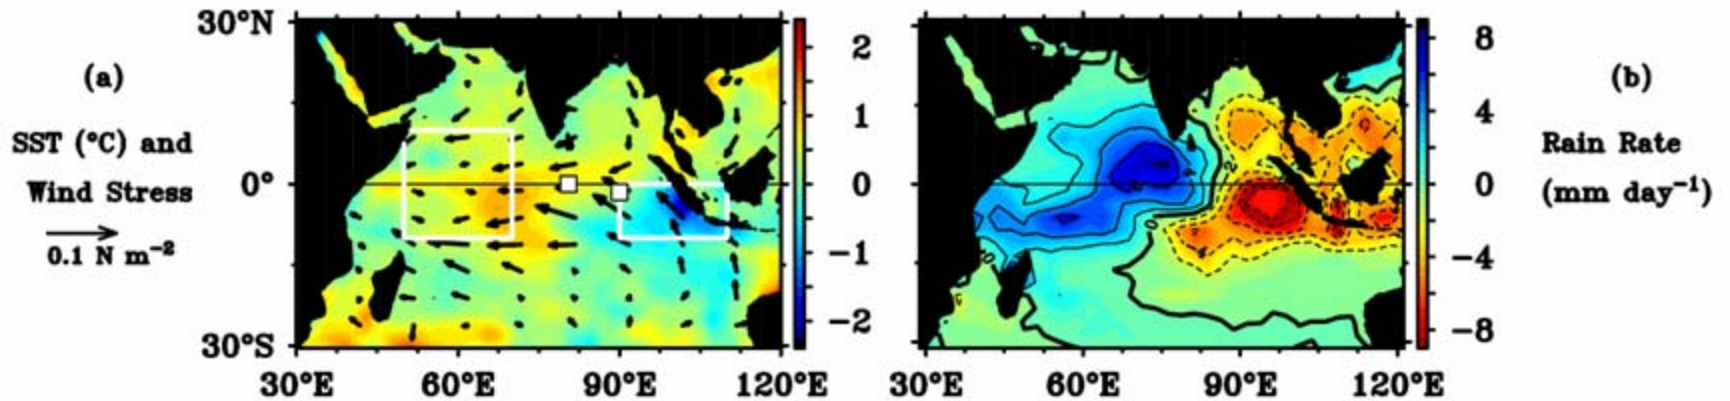 30°N
0°
30°S
(a)
SST (°C) and
Wind Stress
0.1 N m⁻²
30°E 60°E 90°E 120°E
2
1
0
−1
−2
30°E 60°E 90°E 120°E
8
4
0
−4
−8
(b)
Rain Rate
(mm day⁻¹)